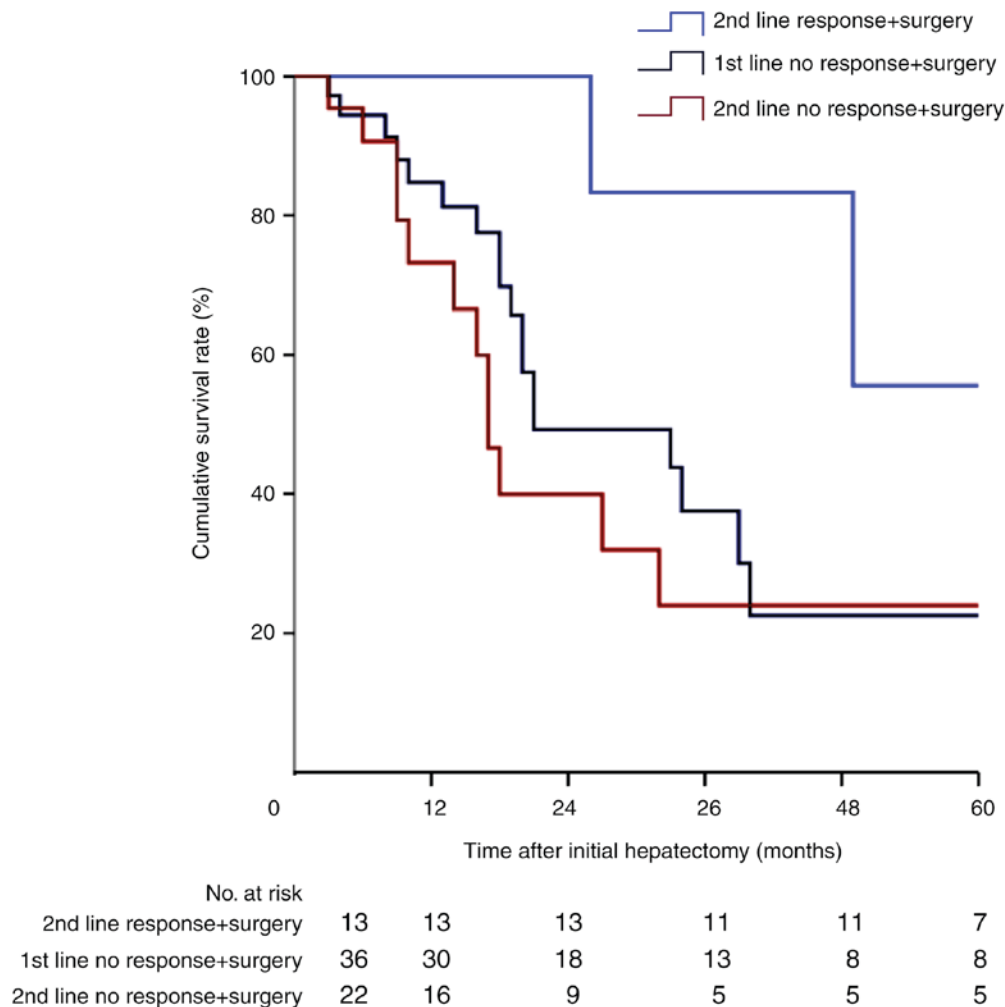 2nd line response+surgery
1st line no response+surgery
2nd line no response+surgery
100
80
60
40
20
Cumulative survival rate (%)
0 12 24 26 48 60
Time after initial hepatectomy (months)
No. at risk
2nd line response+surgery 13 13 13 11 11 7
1st line no response+surgery 36 30 18 13 8 8
2nd line no response+surgery 22 16 9 5 5 5